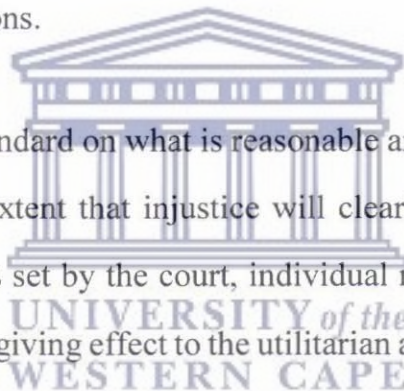 ons.
ndard on what is reasonable a
xtent that injustice will clear
s set by the court, individual r
UNIVERSITY of the
giving effect to the utilitarian a
WESTERN CAPE